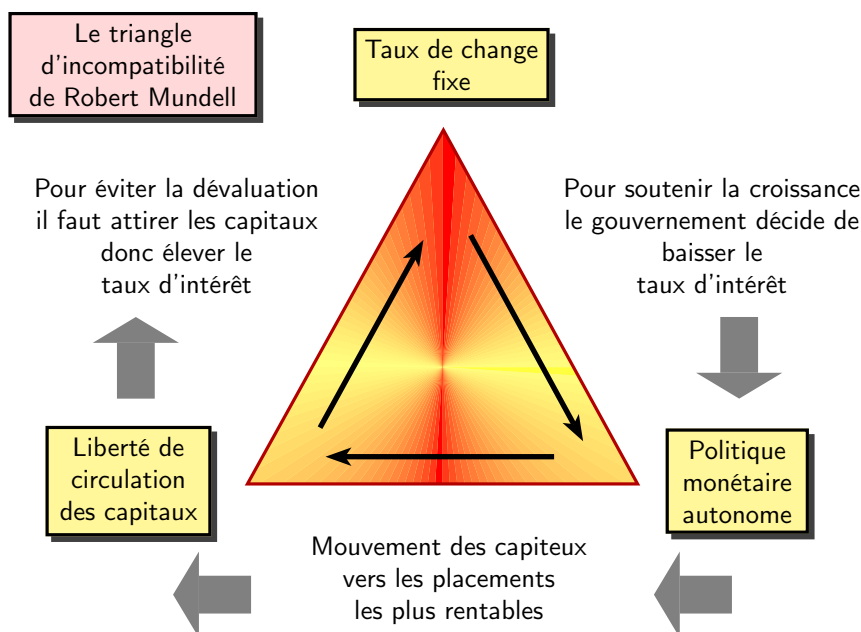 Le triangle
d'incompatibilité
de Robert Mundell
Taux de change
fixe
Pour éviter la dévaluation
il faut attirer les capitaux
donc élever le
taux d'intérêt
Pour soutenir la croissance
le gouvernement décide de
baisser le
taux d'intérêt
Liberté de
circulation
des capitaux
Politique
monétaire
autonome
Mouvement des capiteux
vers les placements
les plus rentables